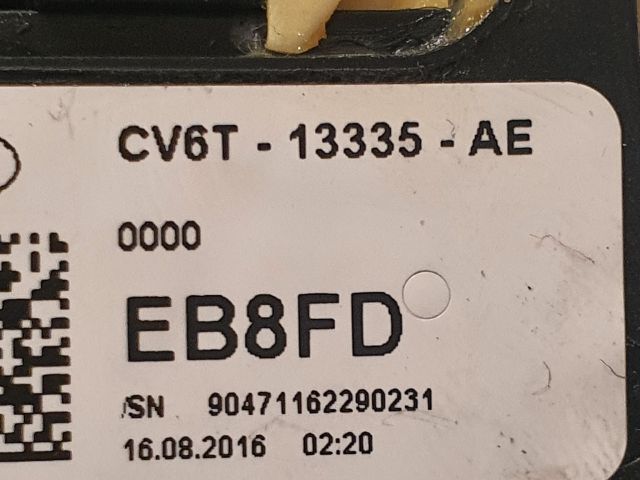 CV6T - 13335 - AE
0000
EB8FD
/SN 90471162290231
16.08.2016 02:20